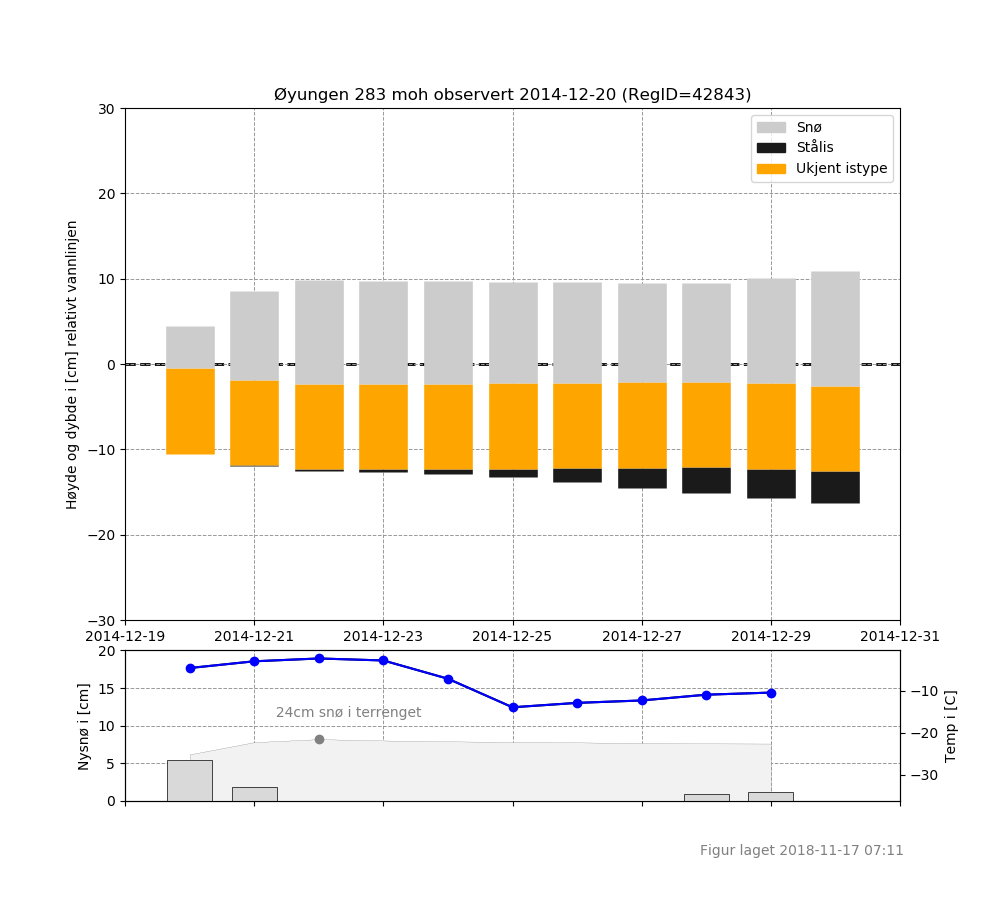 Øyungen 283 moh observert 2014-12-20 (RegID=42843)
Snø
Stålis
Ukjent istype
Høyde og dybde i [cm] relativt vannlinjen
30
20
10
0
−10
−20
−30
2014-12-19 2014-12-21 2014-12-23 2014-12-25 2014-12-27 2014-12-29 2014-12-31
Nysnø i [cm]
20
15
10
5
0
24cm snø i terrenget
−10
−20
−30
Temp i [C]
Figur laget 2018-11-17 07:11